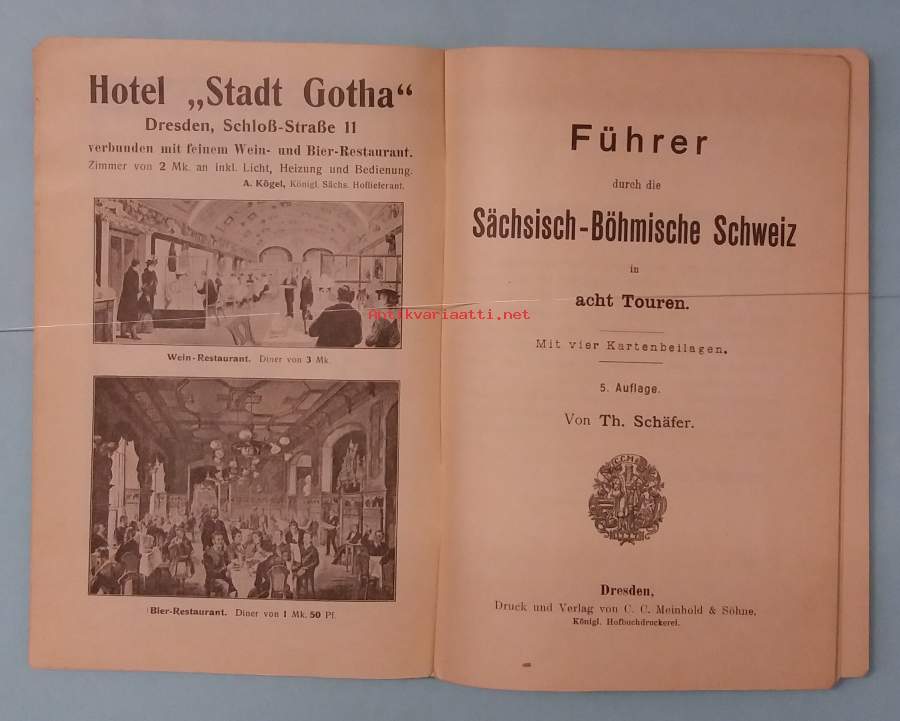 Hotel „Stadt Gotha“
Dresden, Schloß-Straße 11
verbunden mit feinem Wein- und Bier-Restaurant.
Zimmer von 2 Mk. an inkl. Licht, Heizung und Bedienung.
A. Kögel, Königl. Sächs. Hoflieferant.
Wein-Restaurant. Diner von 3 Mk.
Bier-Restaurant. Diner von 1 Mk. 50 Pf.
Führer
durch die
Sächsisch-Böhmische Schweiz
in
acht Touren.
Antikvariaatti.net
Mit vier Kartenbeilagen.
5. Auflage.
Von Th. Schäfer.
Dresden,
Druck und Verlag von C. C. Meinhold & Söhne,
Königl. Hofbuchdruckerei.